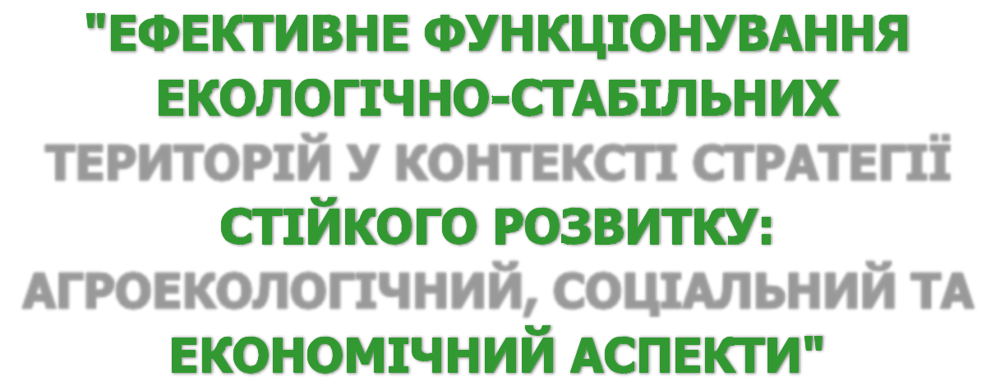 "ЕФЕКТИВНЕ ФУНКЦІОНУВАННЯ
ЕКОЛОГІЧНО-СТАБІЛЬНИХ
ТЕРИТОРІЙ У КОНТЕКСТІ СТРАТЕГІЇ
СТІЙКОГО РОЗВИТКУ:
АГРОЕКОЛОГІЧНИЙ, СОЦІАЛЬНИЙ ТА
ЕКОНОМІЧНИЙ АСПЕКТИ"